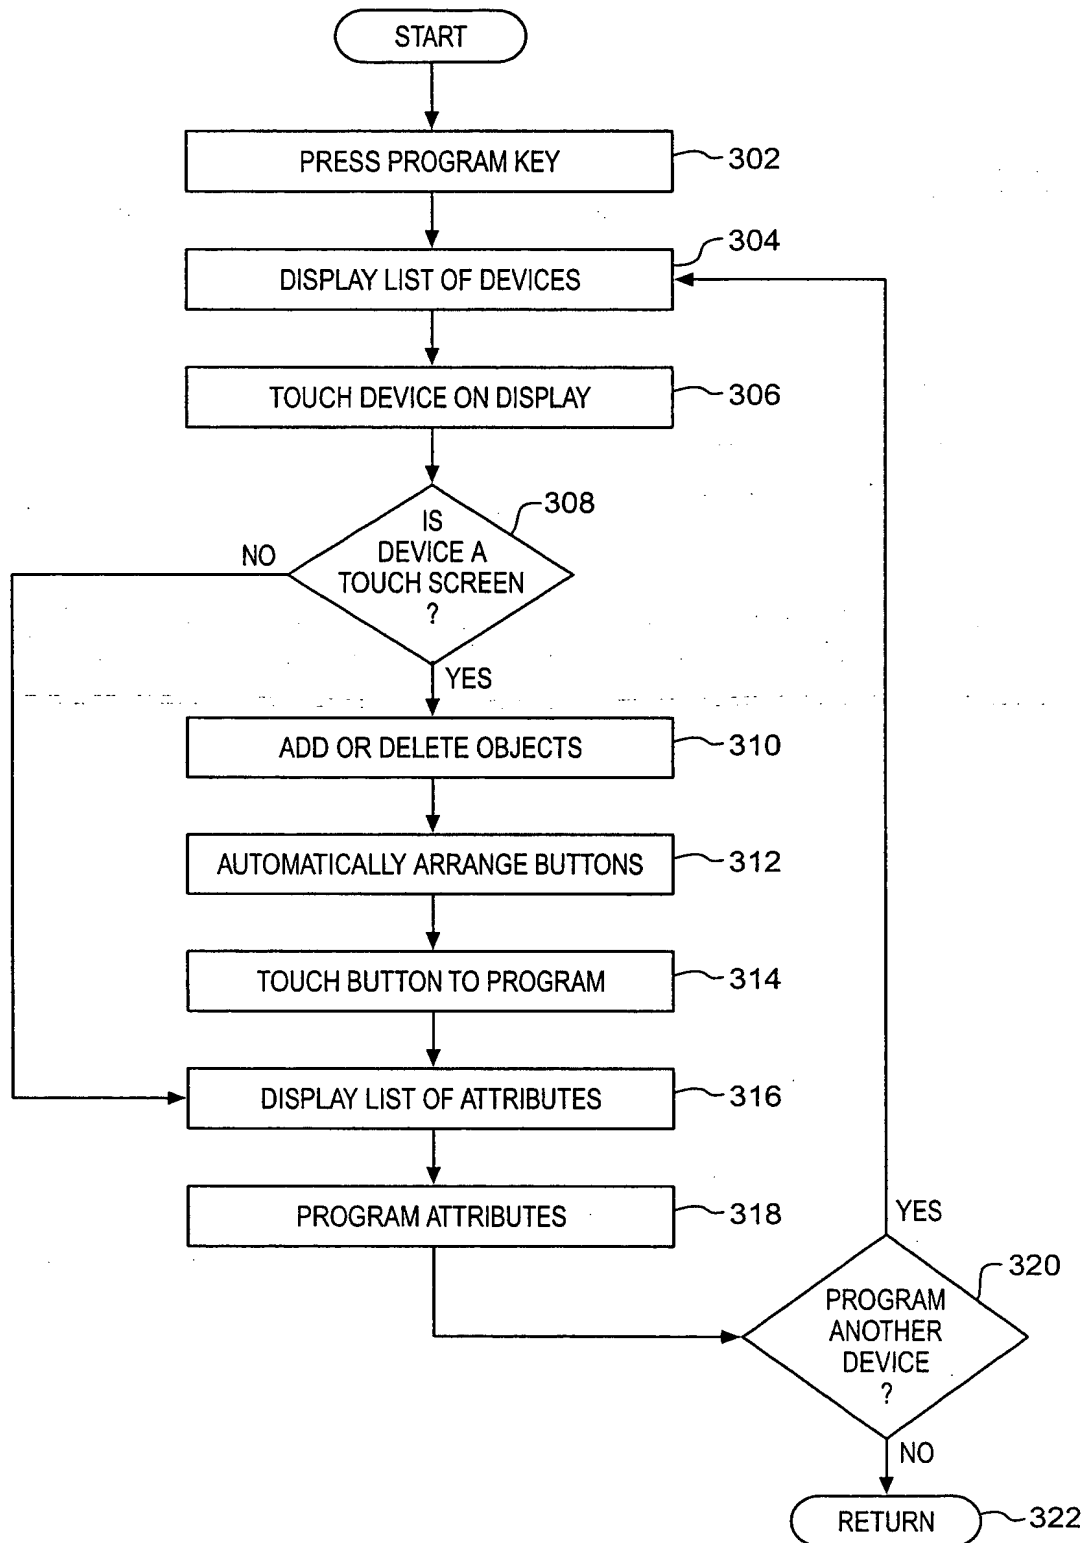 START
PRESS PROGRAM KEY
302
304
DISPLAY LIST OF DEVICES
TOUCH DEVICE ON DISPLAY
306
308
IS
DEVICE A
TOUCH SCREEN
?
NO
YES
ADD OR DELETE OBJECTS
310
AUTOMATICALLY ARRANGE BUTTONS
312
TOUCH BUTTON TO PROGRAM
314
DISPLAY LIST OF ATTRIBUTES
316
PROGRAM ATTRIBUTES
318
YES
320
PROGRAM
ANOTHER
DEVICE
?
NO
RETURN
322